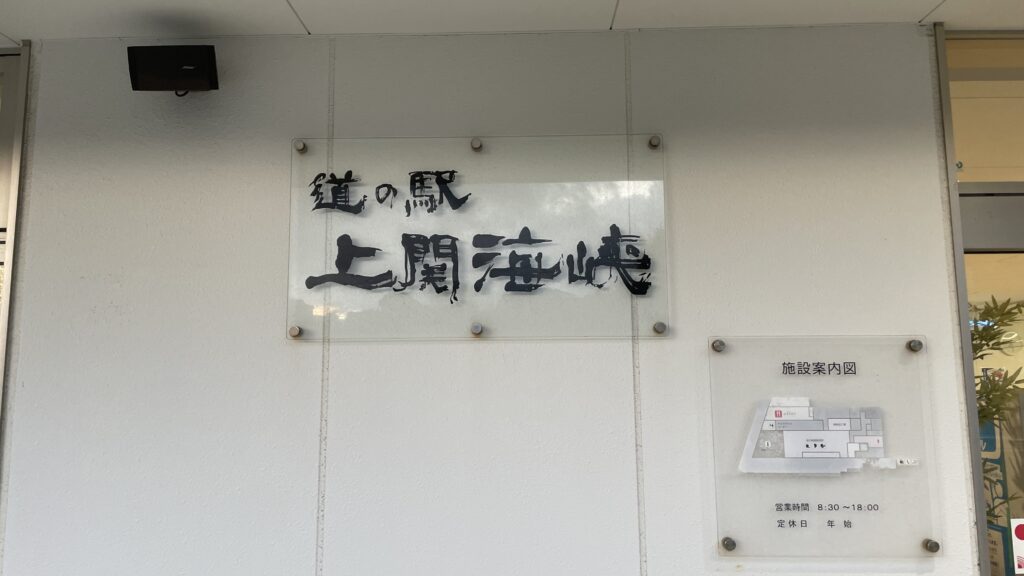 道の駅
上関海峡
施設案内図
営業時間 8:30～18:00
定休日 年 始